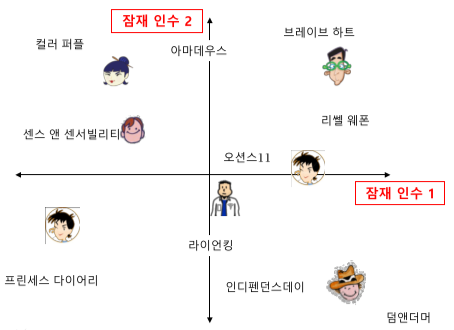 잠재 인수 2
브레이브 하트
컬러 퍼플
아마데우스
리쎌 웨폰
센스 앤 센서빌리티
오션스11
잠재 인수 1
라이언킹
프린세스 다이어리
인디펜던스데이
덤앤더머